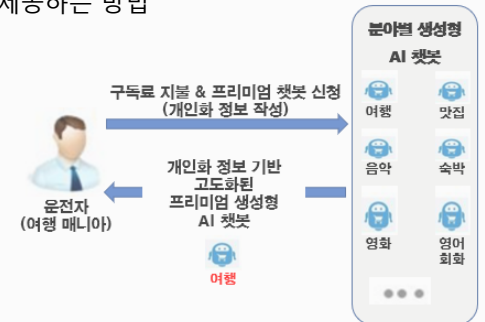 제공하는 방법
분야별 생성형
AI 챗봇
구독료 지불 & 프리미엄 챗봇 신청
(개인화 정보 작성)
여행
맛집
개인화 정보 기반
고도화된
프리미엄 생성형
AI 챗봇
음악
숙박
운전자
(여행 매니아)
여행
영화
영어
회화